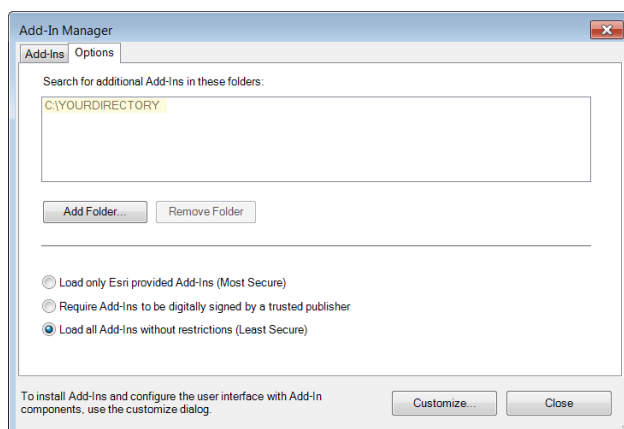 Add-In Manager
Add-Ins Options
Search for additional Add-Ins in these folders:
C:\YOURDIRECTORY
Add Folder... Remove Folder
Load only Esri provided Add-Ins (Most Secure)
Require Add-Ins to be digitally signed by a trusted publisher
Load all Add-Ins without restrictions (Least Secure)
To install Add-Ins and configure the user interface with Add-In
components, use the customize dialog.
Customize... Close